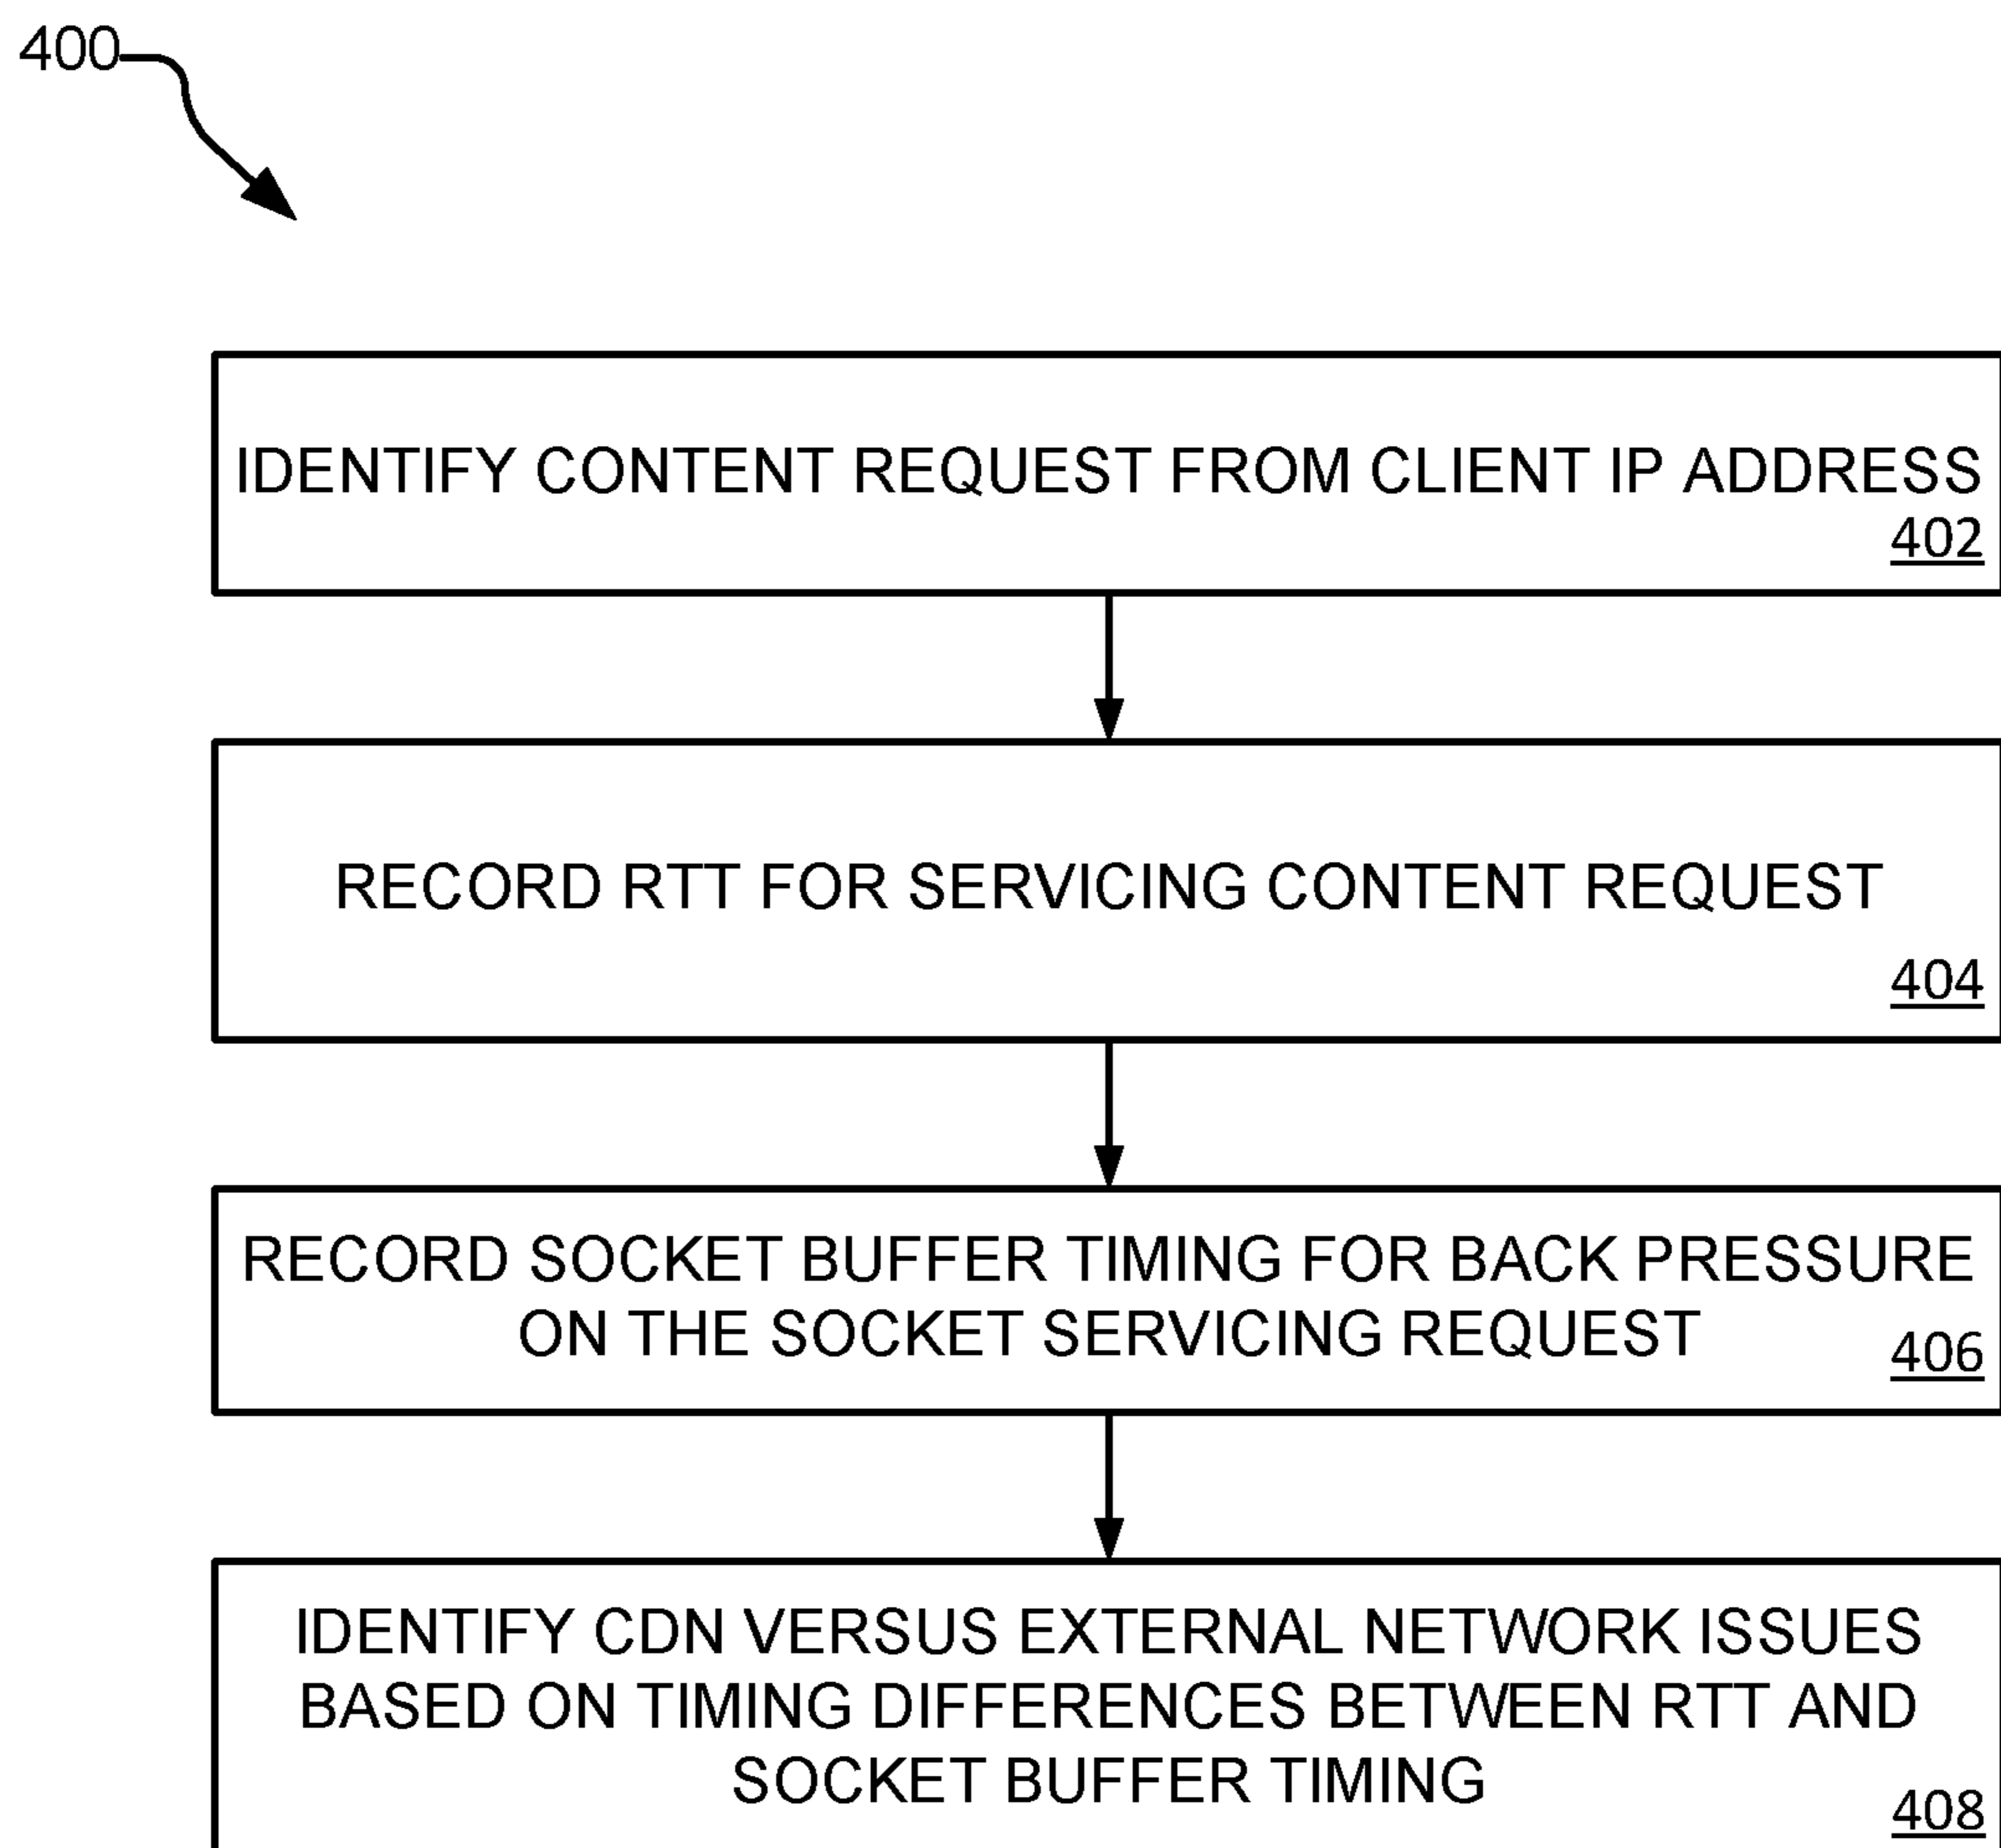 400
IDENTIFY CONTENT REQUEST FROM CLIENT IP ADDRESS
402
RECORD RTT FOR SERVICING CONTENT REQUEST
404
RECORD SOCKET BUFFER TIMING FOR BACK PRESSURE
ON THE SOCKET SERVICING REQUEST
406
IDENTIFY CDN VERSUS EXTERNAL NETWORK ISSUES
BASED ON TIMING DIFFERENCES BETWEEN RTT AND
SOCKET BUFFER TIMING
408